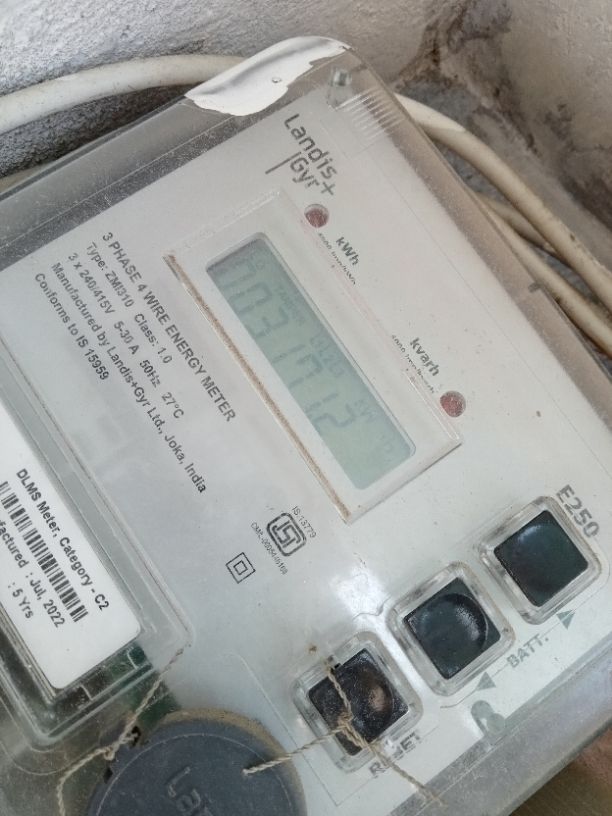 Landis+
Gyr
kWh
kvarh
3 PHASE 4 WIRE ENERGY METER
Type: ZMI310 Class: 1.0
3 x 240/415V 5-30 A 50Hz 27°C
Manufactured by Landis+Gyr Ltd., Joka, India
Conforms to IS 15959
IS 13779
DLMS Meter, Category - C2
factured : Jul, 2022
: 5 Yrs
E250
BATT.
RESET
Lan